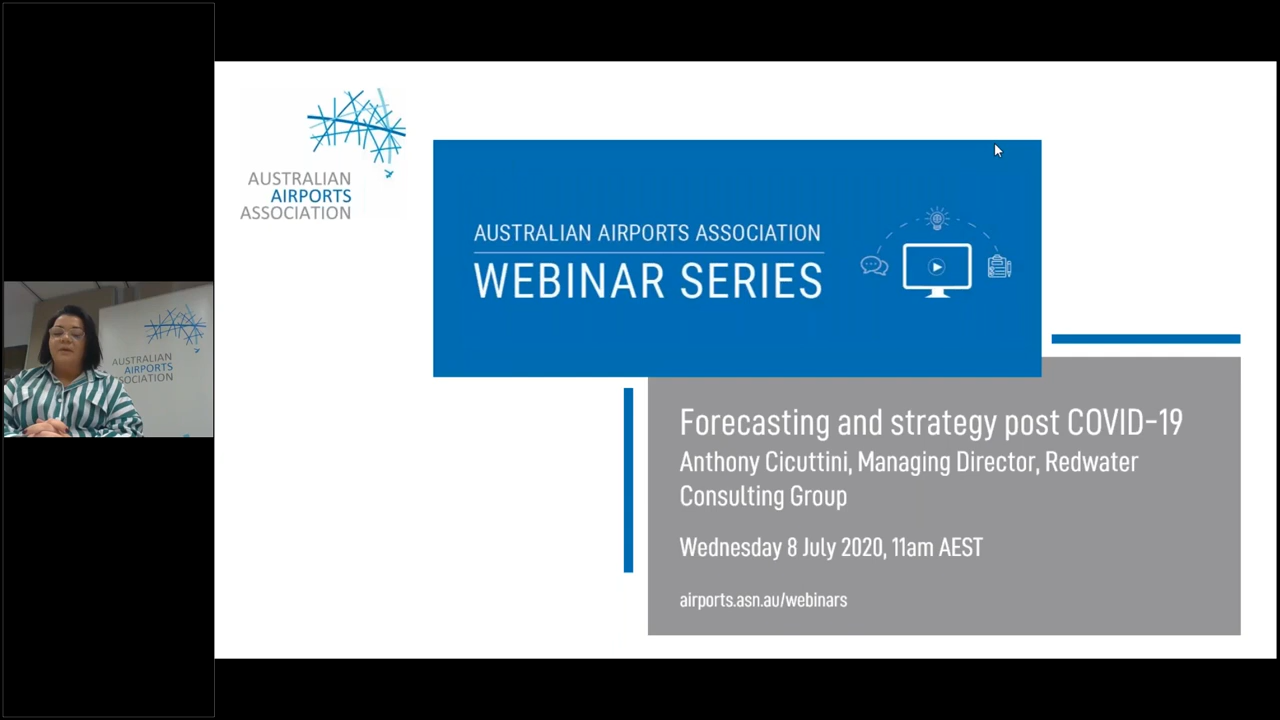 AUSTRALIAN
AIRPORTS
ASSOCIATION
AUSTRALIAN AIRPORTS ASSOCIATION
WEBINAR SERIES
AUSTRALIAN
AIRPORTS
ASSOCIATION
Forecasting and strategy post COVID-19
Anthony Cicuttini, Managing Director, Redwater
Consulting Group
Wednesday 8 July 2020, 11am AEST
airports.asn.au/webinars